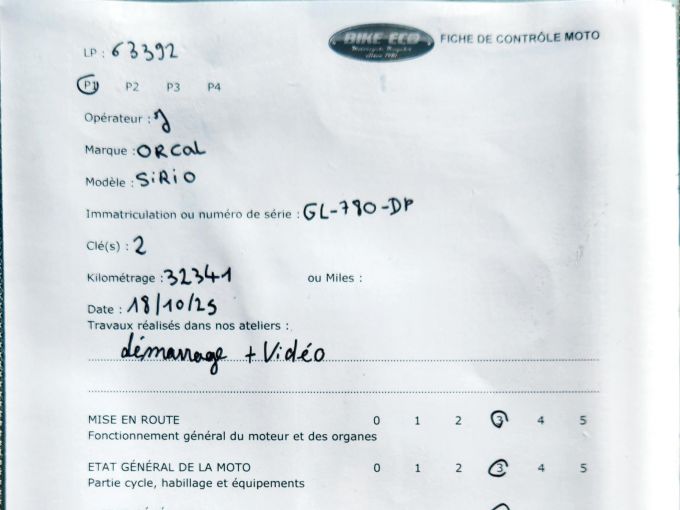 LP : 63392
BIKE-ECO
FICHE DE CONTRÔLE MOTO
P1 P2 P3 P4
Opérateur : J
Marque : ORCAL
Modèle : SiRiO
Immatriculation ou numéro de série : GL-780-DP
Clé(s) : 2
Kilométrage : 32341 ou Miles :
Date : 18/10/25
Travaux réalisés dans nos ateliers :
démarrage + Vidéo
MISE EN ROUTE 0 1 2 3 4 5
Fonctionnement général du moteur et des organes
ETAT GÉNÉRAL DE LA MOTO 0 1 2 3 4 5
Partie cycle, habillage et équipements